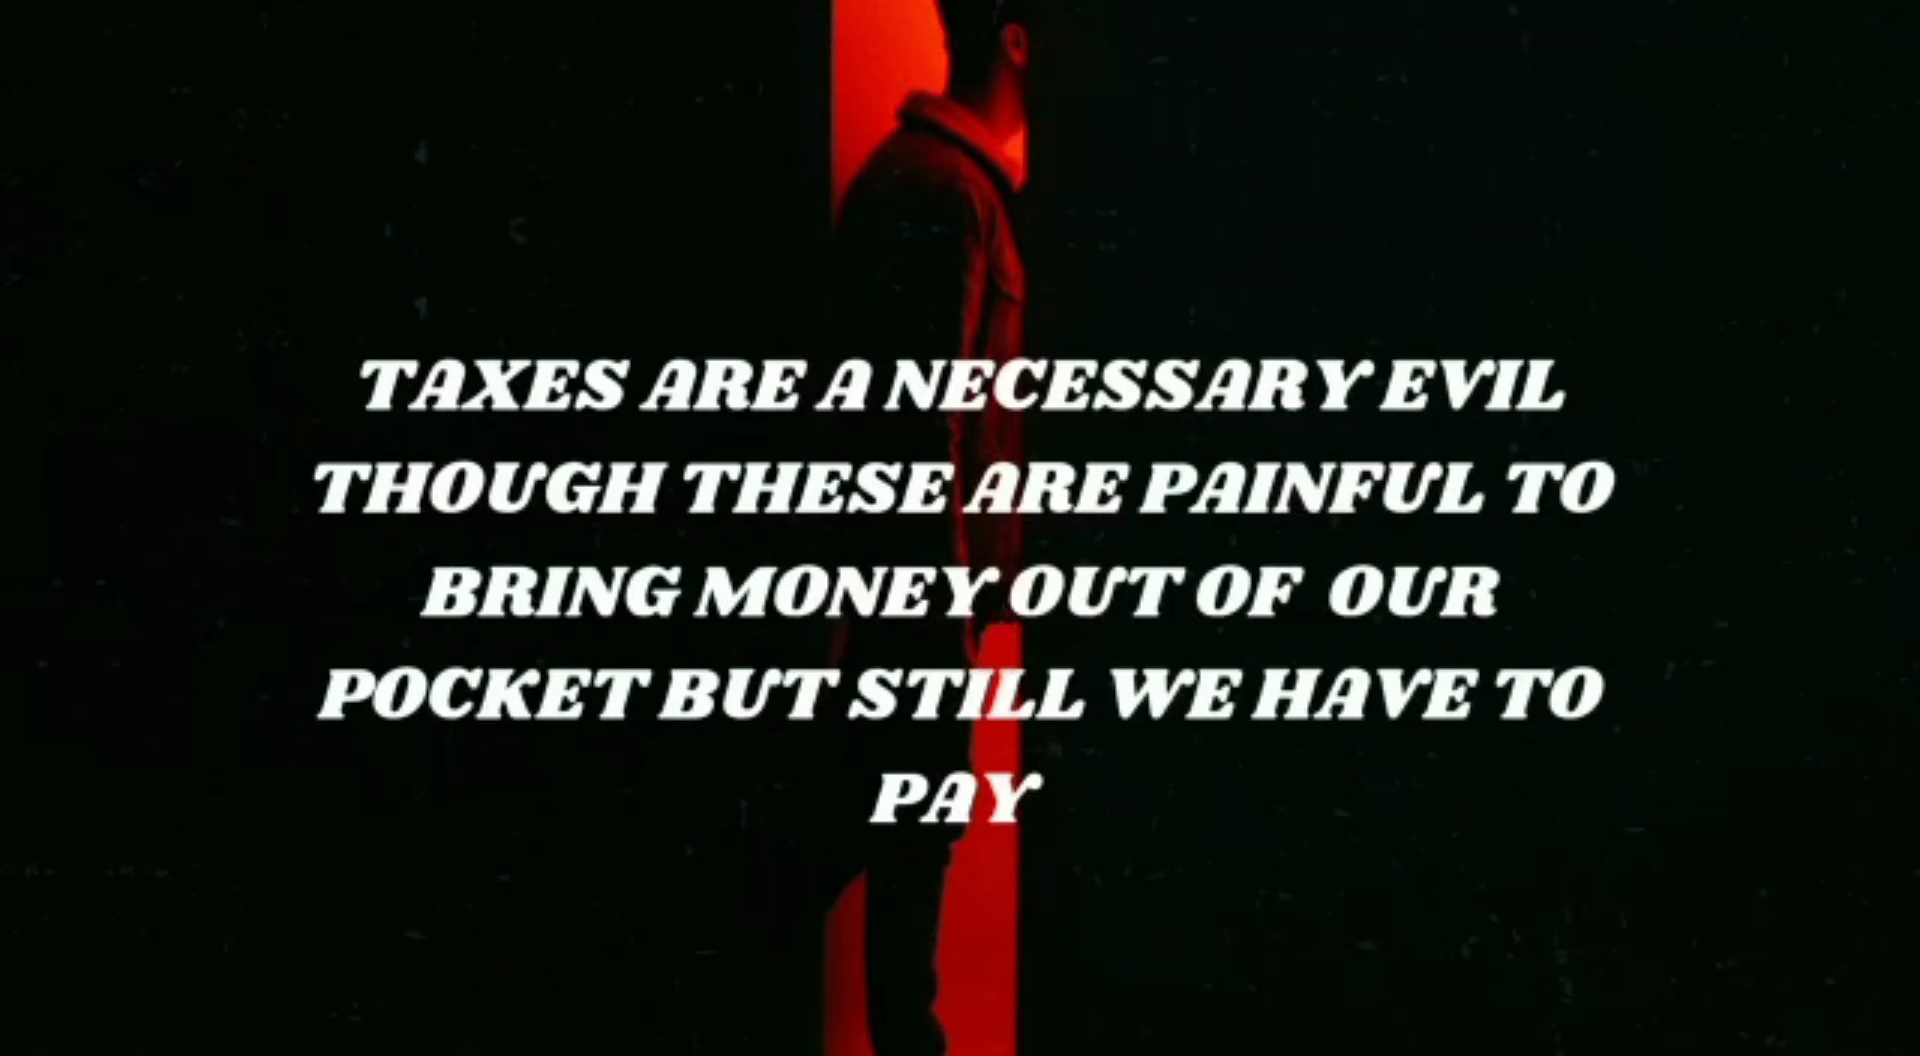 TAXES ARE A NECESSARY EVIL
THOUGH THESE ARE PAINFUL TO
BRING MONEY OUT OF OUR
POCKET BUT STILL WE HAVE TO
PAY